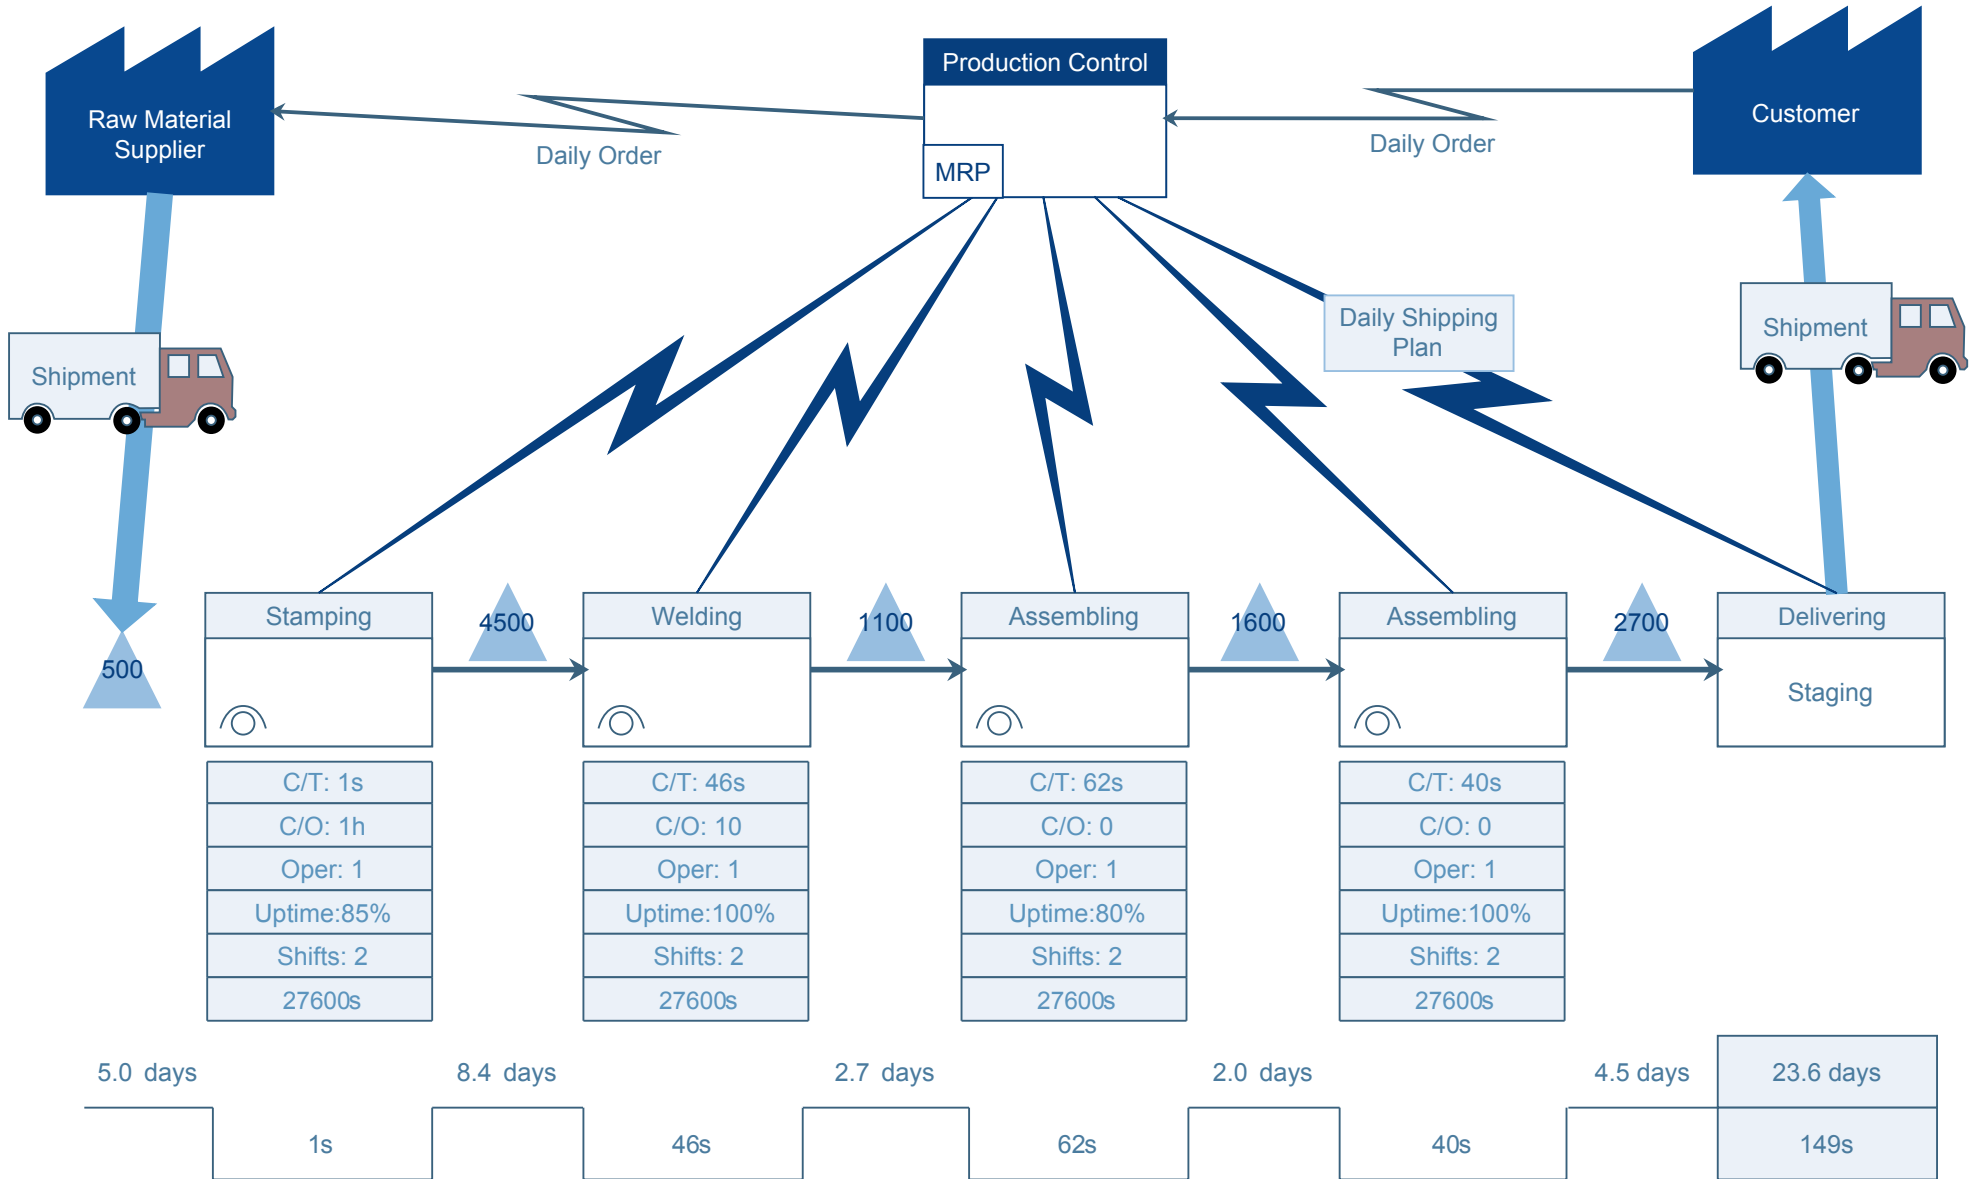 Production Control
Raw Material
Supplier
Customer
Daily Order
Daily Order
MRP
Shipment
Daily Shipping
Plan
Shipment
500
Stamping
4500
Welding
1100
Assembling
1600
Assembling
2700
Delivering
Staging
C/T: 1s
C/O: 1h
Oper: 1
Uptime:85%
Shifts: 2
27600s
C/T: 46s
C/O: 10
Oper: 1
Uptime:100%
Shifts: 2
27600s
C/T: 62s
C/O: 0
Oper: 1
Uptime:80%
Shifts: 2
27600s
C/T: 40s
C/O: 0
Oper: 1
Uptime:100%
Shifts: 2
27600s
5.0 days
8.4 days
2.7 days
2.0 days
4.5 days
23.6 days
1s
46s
62s
40s
149s